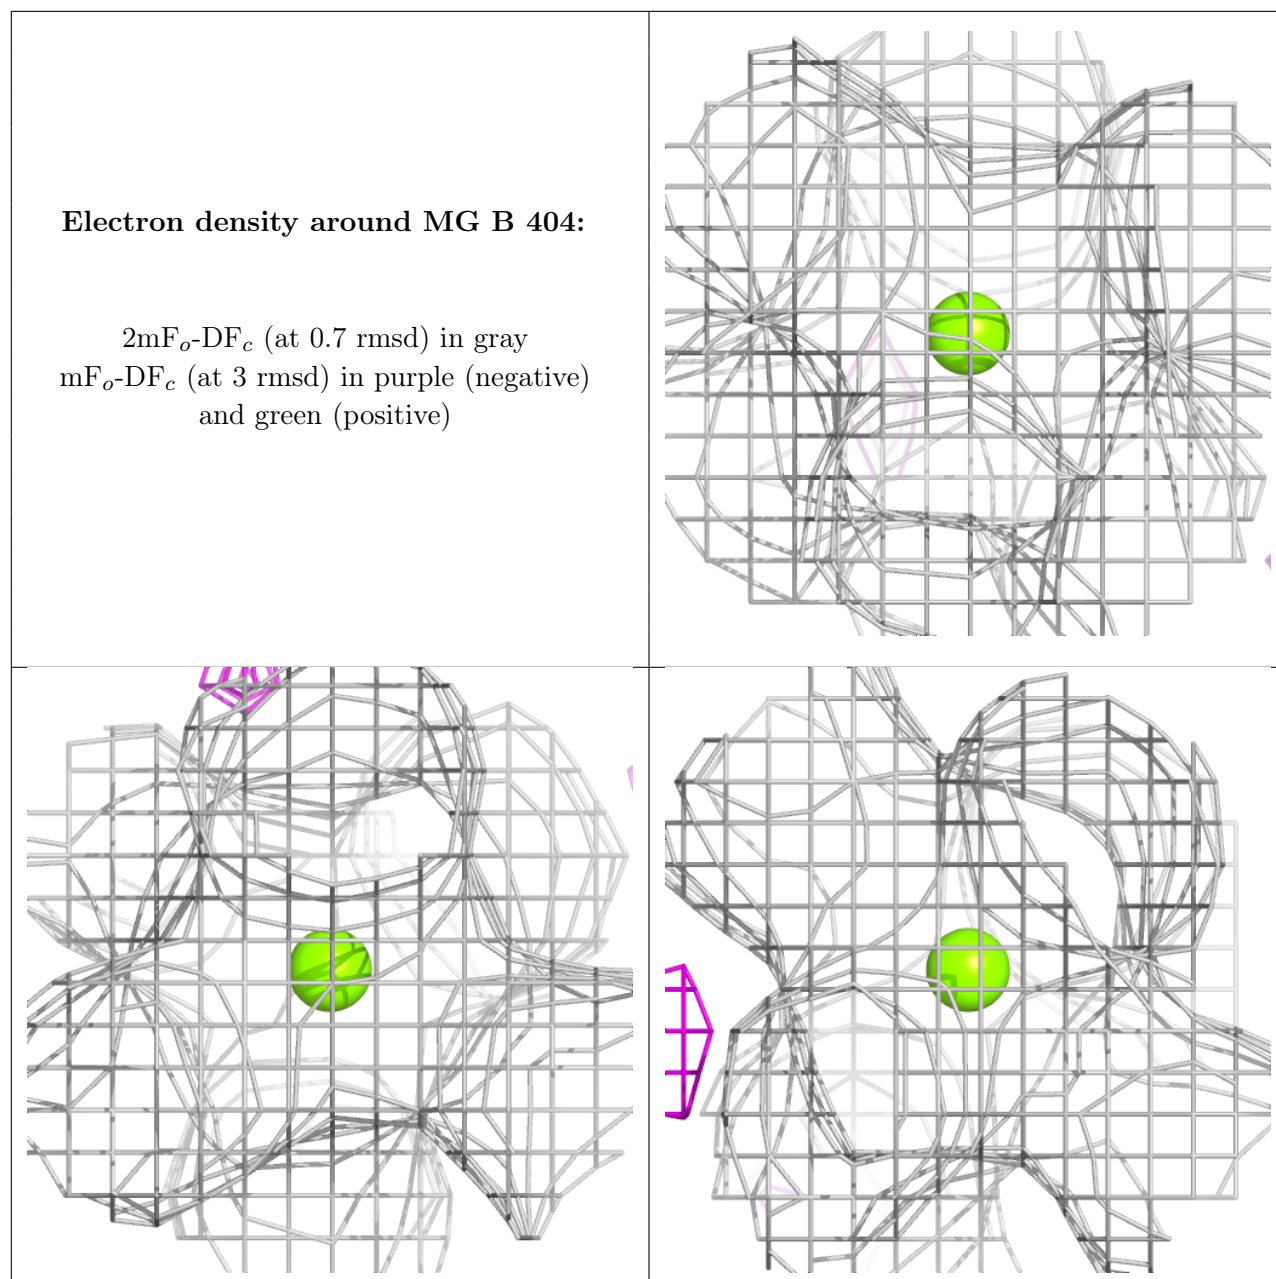 Electron density around MG B 404:
2mFo-DFc (at 0.7 rmsd) in gray
mFo-DFc (at 3 rmsd) in purple (negative)
and green (positive)